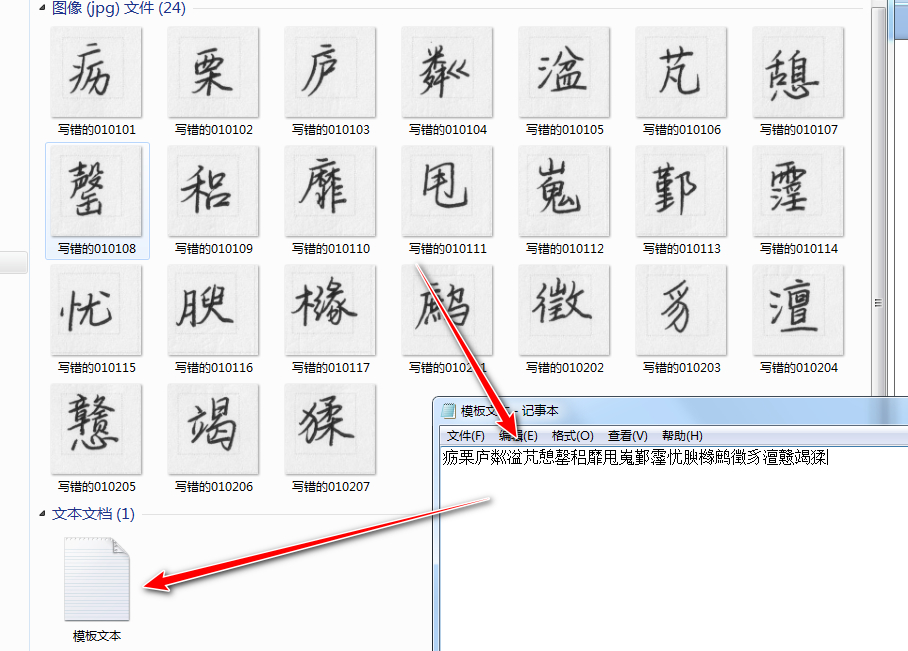 图像 (jpg) 文件 (24)
疠 栗 庐 粼 湓 芃 憩
写错的010101 写错的010102 写错的010103 写错的010104 写错的010105 写错的010106 写错的010107
罄 稆 靡 甩 嵬 鄞 霪
写错的010108 写错的010109 写错的010110 写错的010111 写错的010112 写错的010113 写错的010114
忧 腴 橼 鹧 徵 豸 澶
写错的010115 写错的010116 写错的010117 写错的010201 写错的010202 写错的010203 写错的010204
戆 竭 猱
写错的010205 写错的010206 写错的010207
文本文档 (1)
模板文本
模板文本 - 记事本
文件(F) 编辑(E) 格式(O) 查看(V) 帮助(H)
疠栗庐粼湓芃憩罄稆靡甩嵬鄞霪忧腴橼鹧徵豸澶戆竭猱